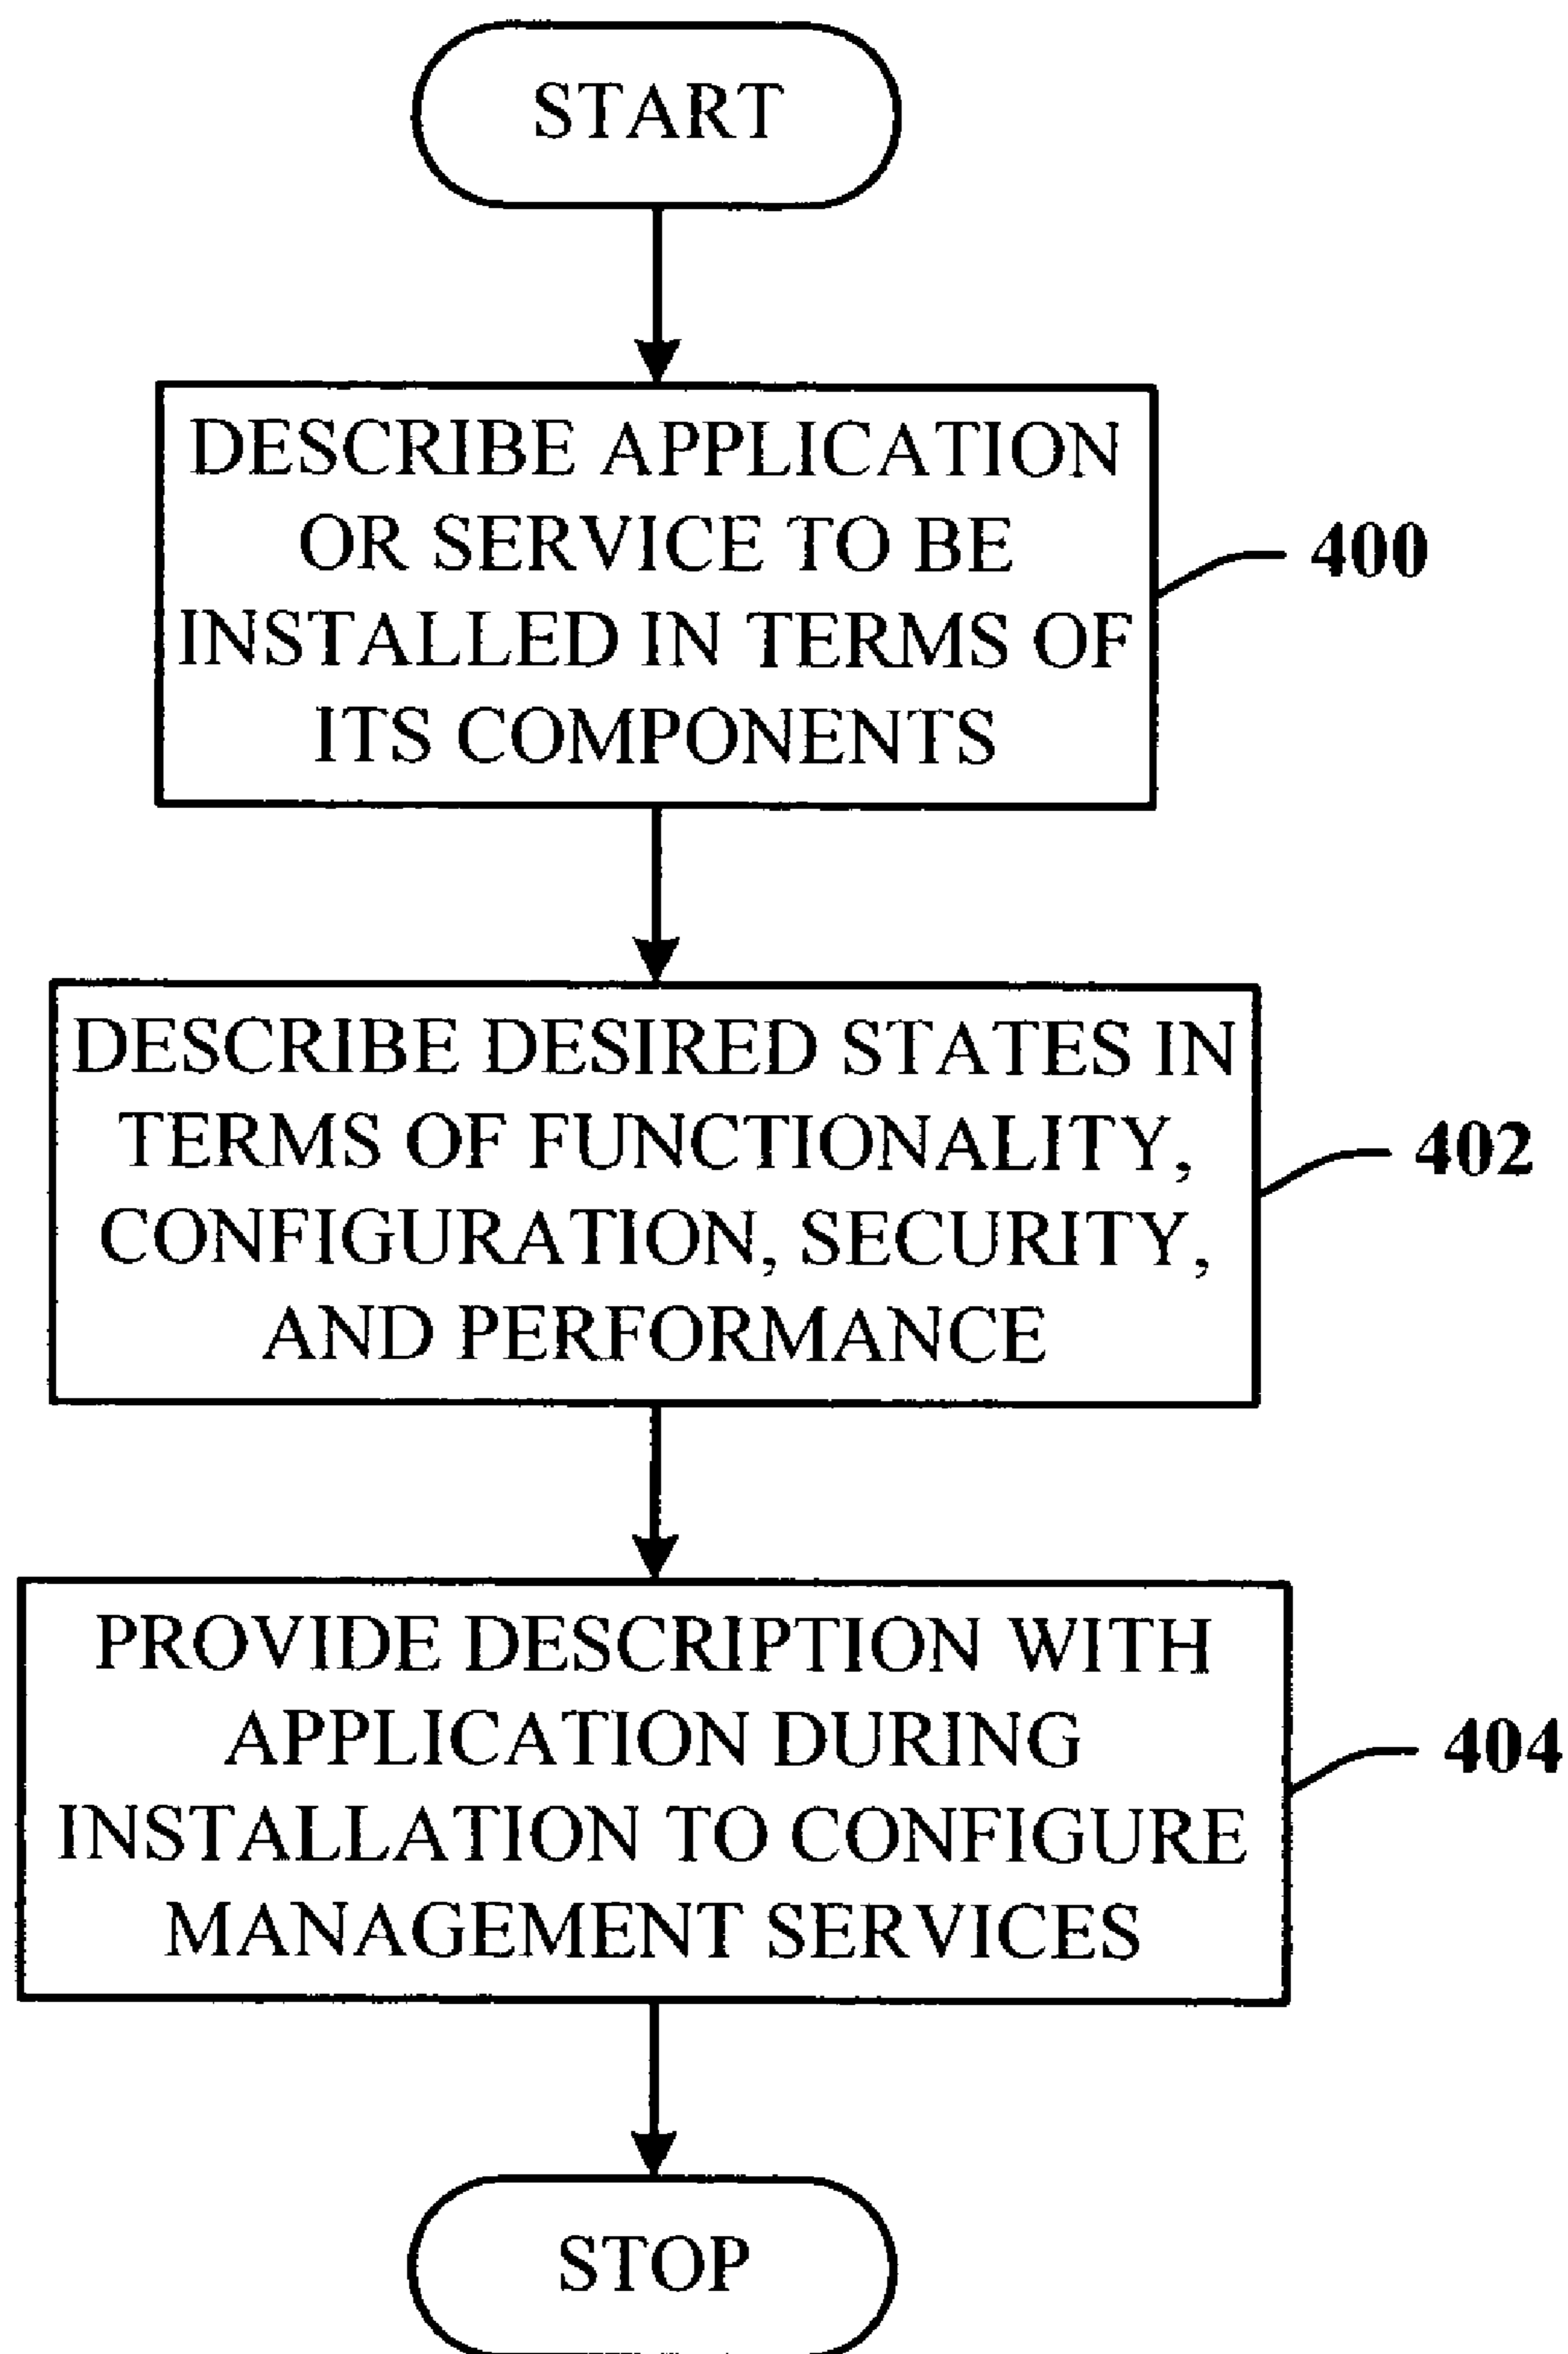 START
DESCRIBE APPLICATION
OR SERVICE TO BE
INSTALLED IN TERMS OF
ITS COMPONENTS
400
DESCRIBE DESIRED STATES IN
TERMS OF FUNCTIONALITY,
CONFIGURATION, SECURITY,
AND PERFORMANCE
402
PROVIDE DESCRIPTION WITH
APPLICATION DURING
INSTALLATION TO CONFIGURE
MANAGEMENT SERVICES
404
STOP